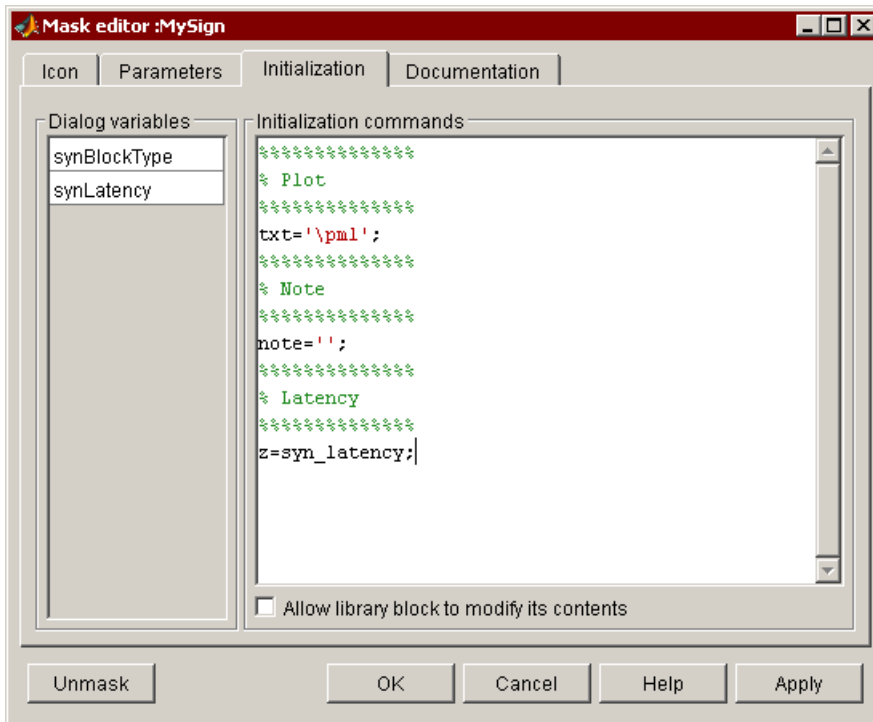 Mask editor :MySign
Icon
Parameters
Initialization
Documentation
Dialog variables
synBlockType
synLatency
Initialization commands
%%%%%%%%%%%%%%
% Plot
%%%%%%%%%%%%%%
txt='\pm1';
%%%%%%%%%%%%%%
% Note
%%%%%%%%%%%%%%
note='';
%%%%%%%%%%%%%%
% Latency
%%%%%%%%%%%%%%
z=syn_latency;
Allow library block to modify its contents
Unmask
OK
Cancel
Help
Apply